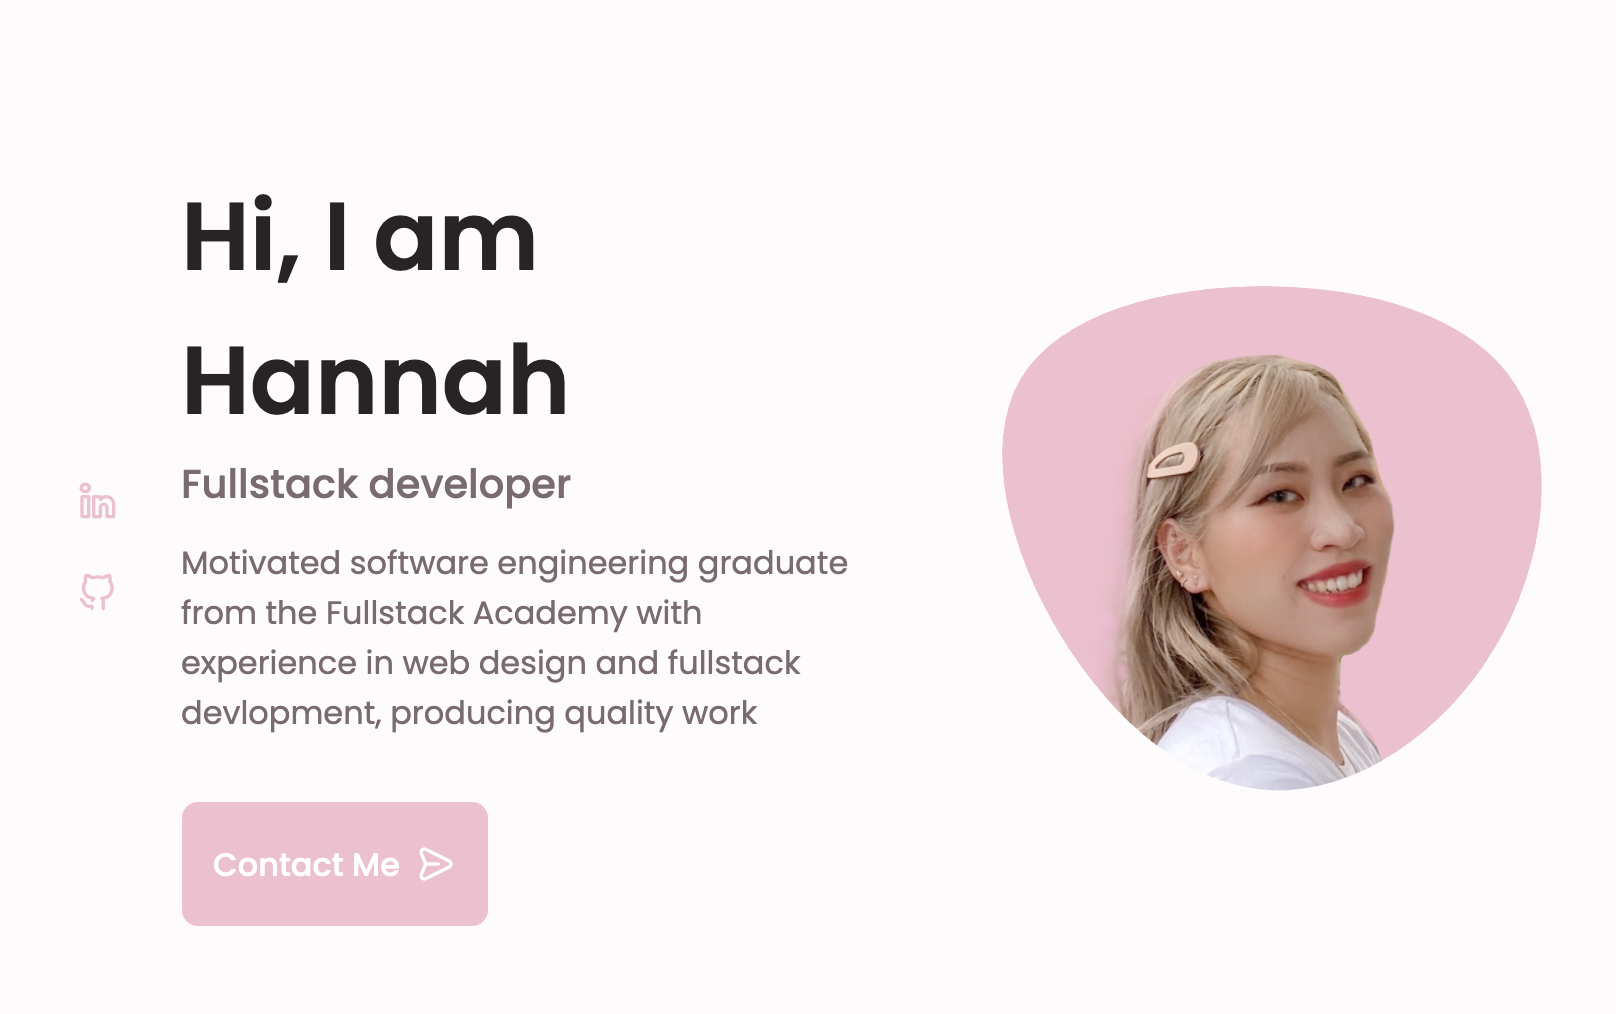 Hi, I am
Hannah
Fullstack developer
in
Motivated software engineering graduate
from the Fullstack Academy with
experience in web design and fullstack
devlopment, producing quality work
Contact Me